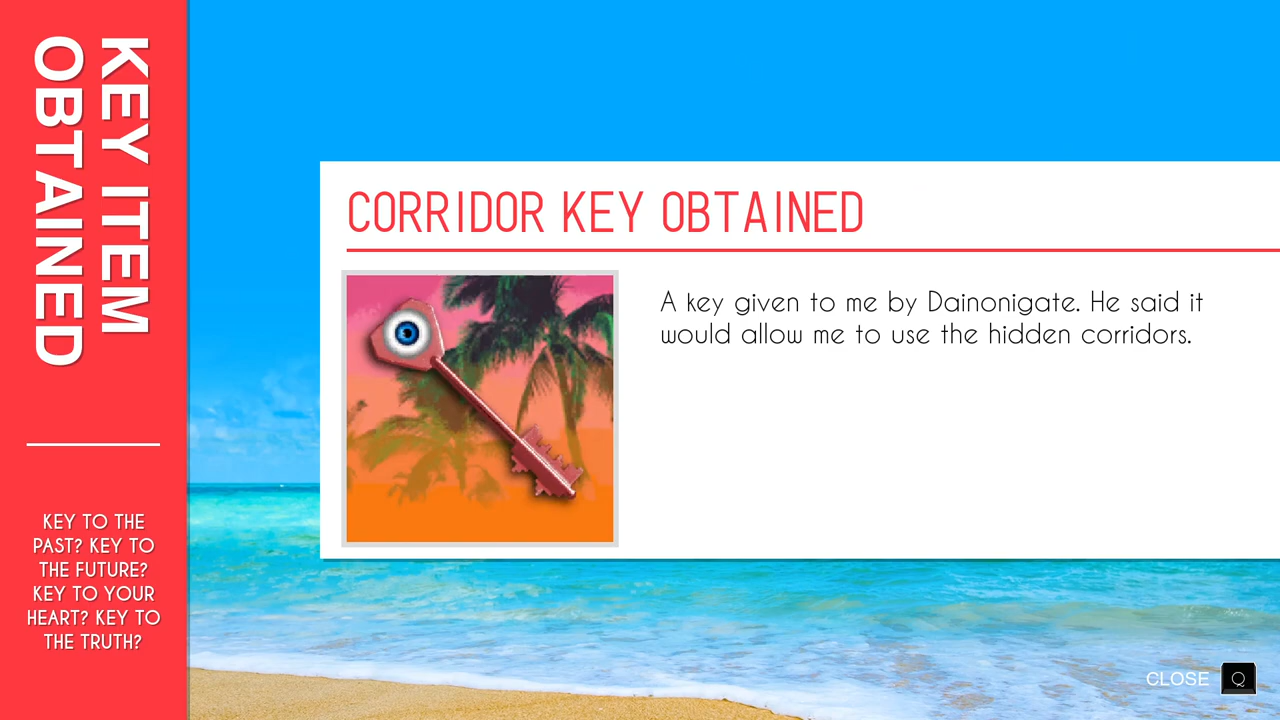 KEY ITEM
OBTAINED
KEY TO THE
PAST? KEY TO
THE FUTURE?
KEY TO YOUR
HEART? KEY TO
THE TRUTH?
CORRIDOR KEY OBTAINED
A key given to me by Dainonigate. He said it
would allow me to use the hidden corridors.
CLOSE Q